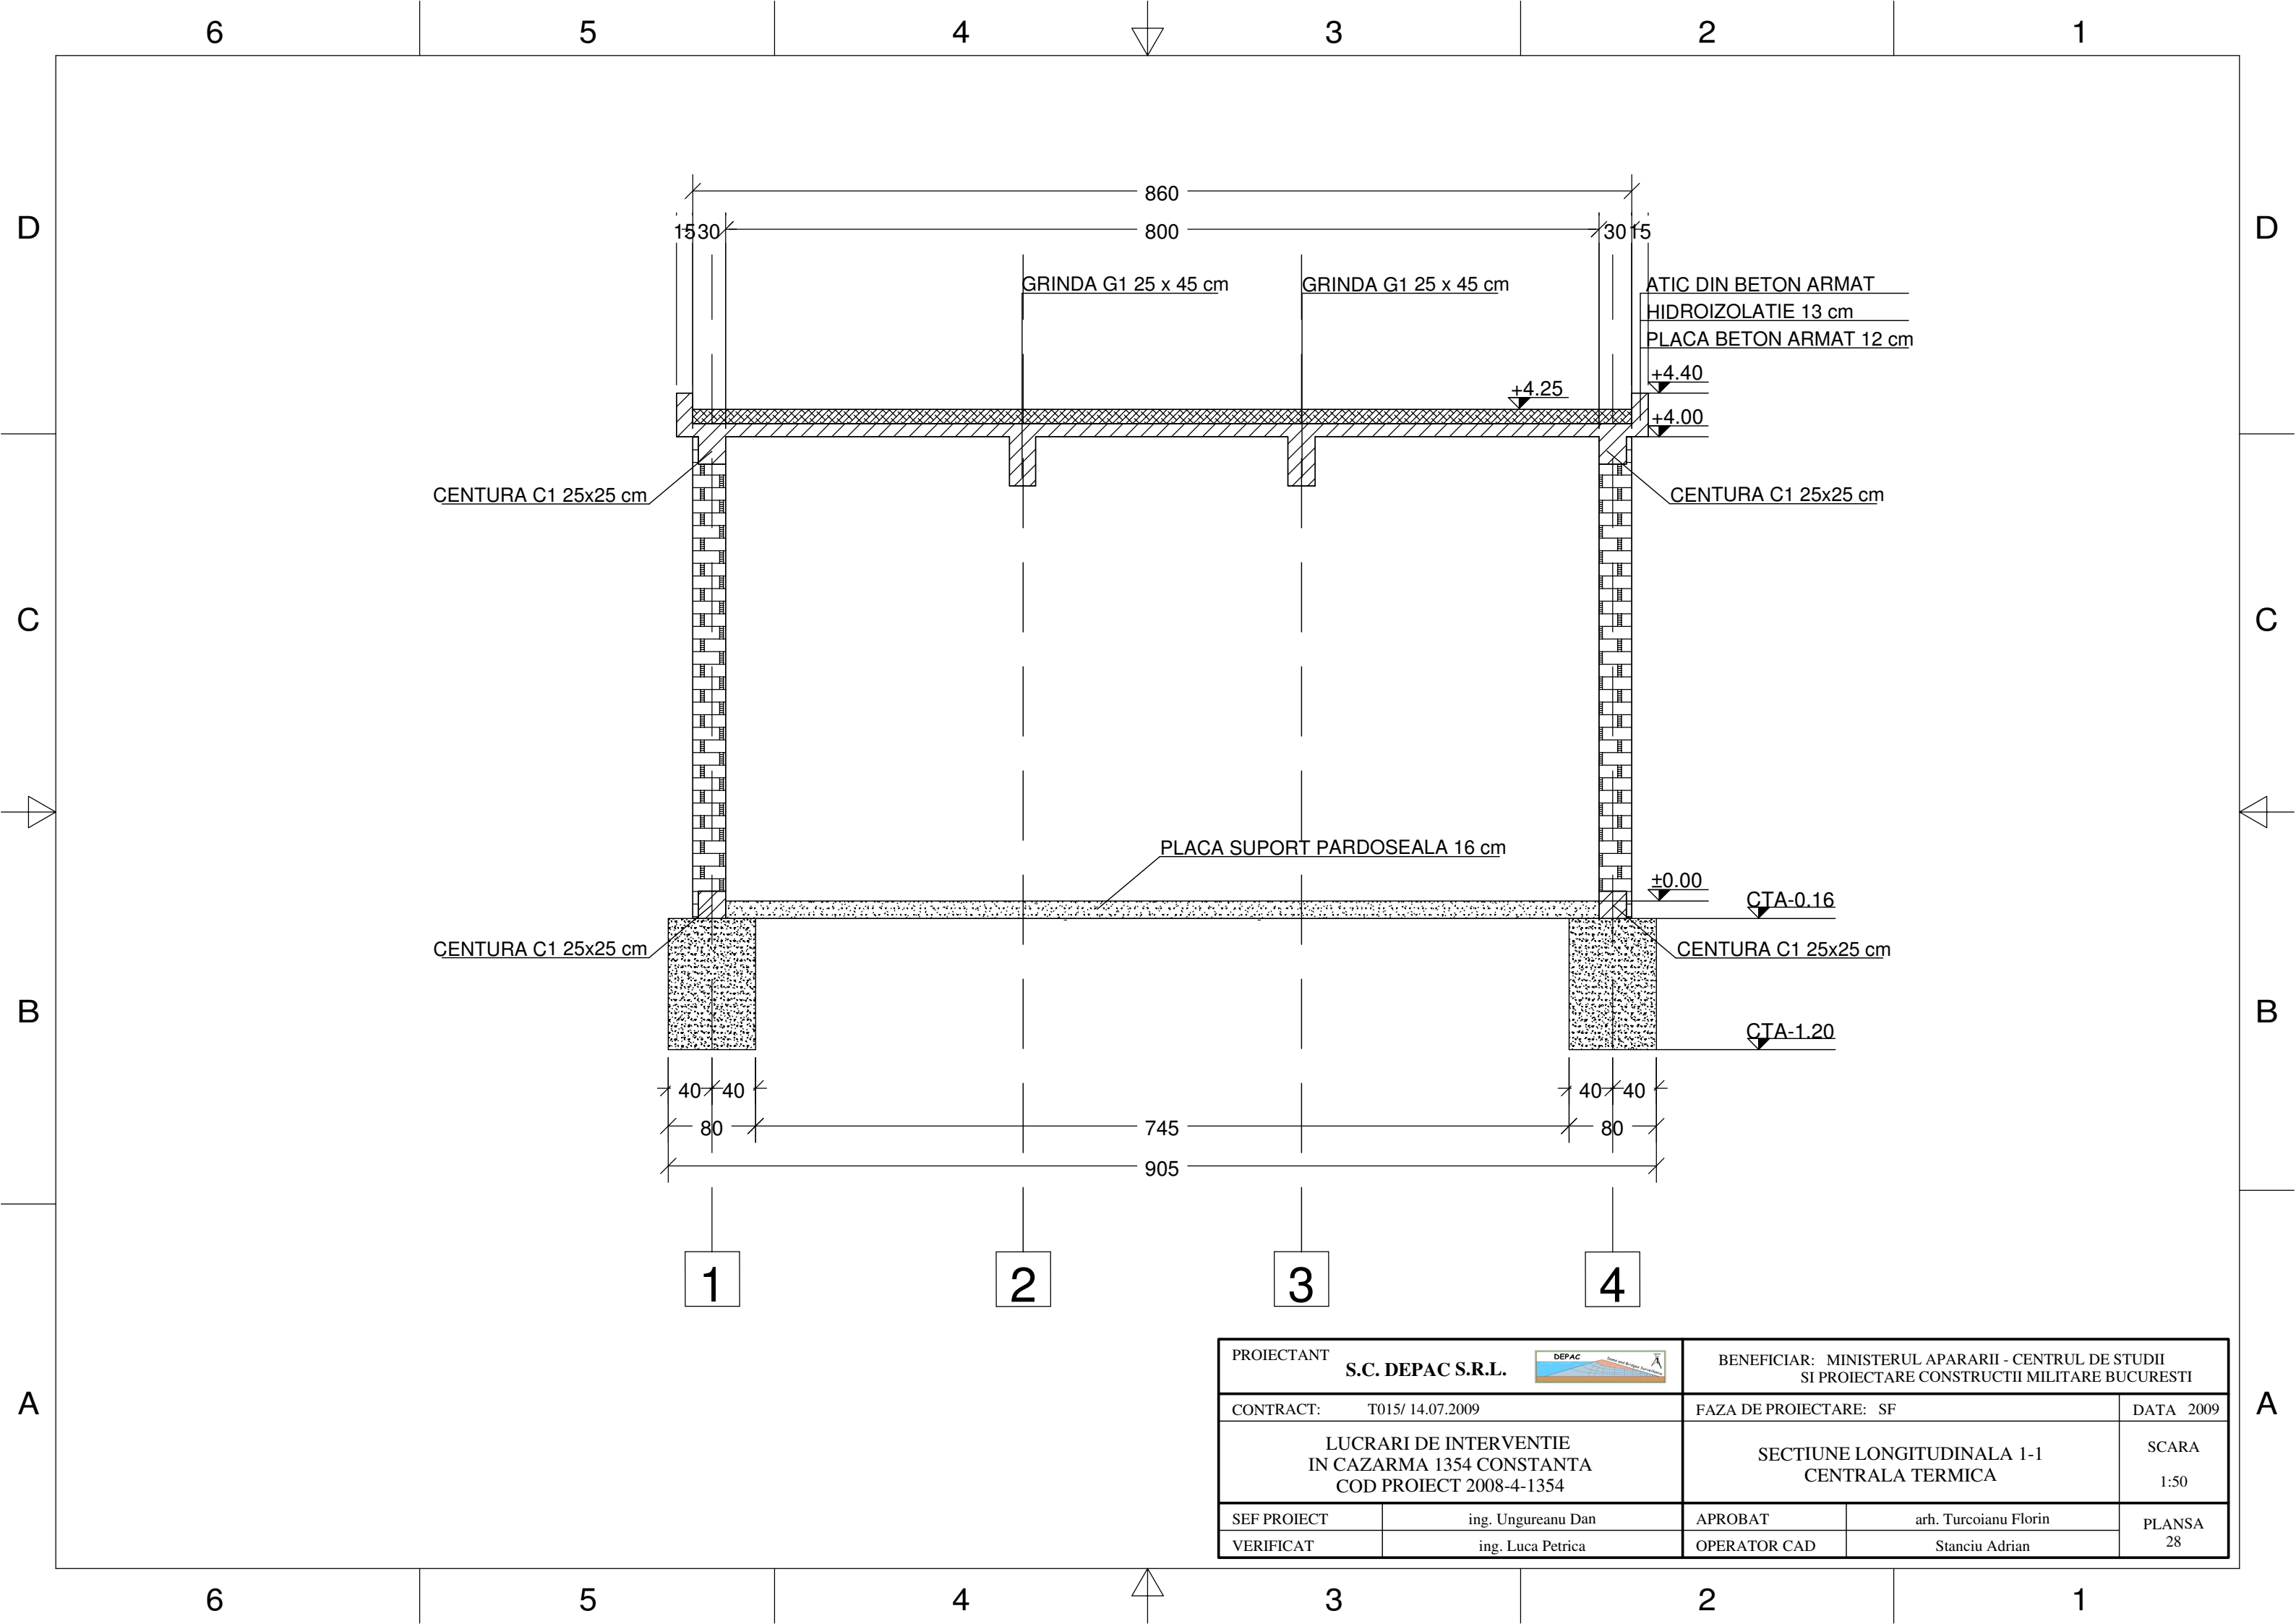 6 5 4 3 2 1
860
15 30 800 30 15
GRINDA G1 25 x 45 cm GRINDA G1 25 x 45 cm
ATIC DIN BETON ARMAT
HIDROIZOLATIE 13 cm
PLACA BETON ARMAT 12 cm
+4.40
+4.25
+4.00
D D
CENTURA C1 25x25 cm CENTURA C1 25x25 cm
C C
PLACA SUPORT PARDOSEALA 16 cm
±0.00
CTA-0.16
CENTURA C1 25x25 cm CENTURA C1 25x25 cm
B B
CTA-1.20
40 40 40 40
80 745 80
905
1 2 3 4
A A
PROIECTANT
S.C. DEPAC S.R.L.
DEPAC
BENEFICIAR: MINISTERUL APARARII - CENTRUL DE STUDII
SI PROIECTARE CONSTRUCTII MILITARE BUCURESTI
CONTRACT: T015/ 14.07.2009
FAZA DE PROIECTARE: SF
DATA 2009
LUCRARI DE INTERVENTIE
IN CAZARMA 1354 CONSTANTA
COD PROIECT 2008-4-1354
SECTIUNE LONGITUDINALA 1-1
CENTRALA TERMICA
SCARA
1:50
SEF PROIECT ing. Ungureanu Dan
APROBAT arh. Turcoianu Florin
VERIFICAT ing. Luca Petrica
OPERATOR CAD Stanciu Adrian
PLANSA
28
6 5 4 3 2 1